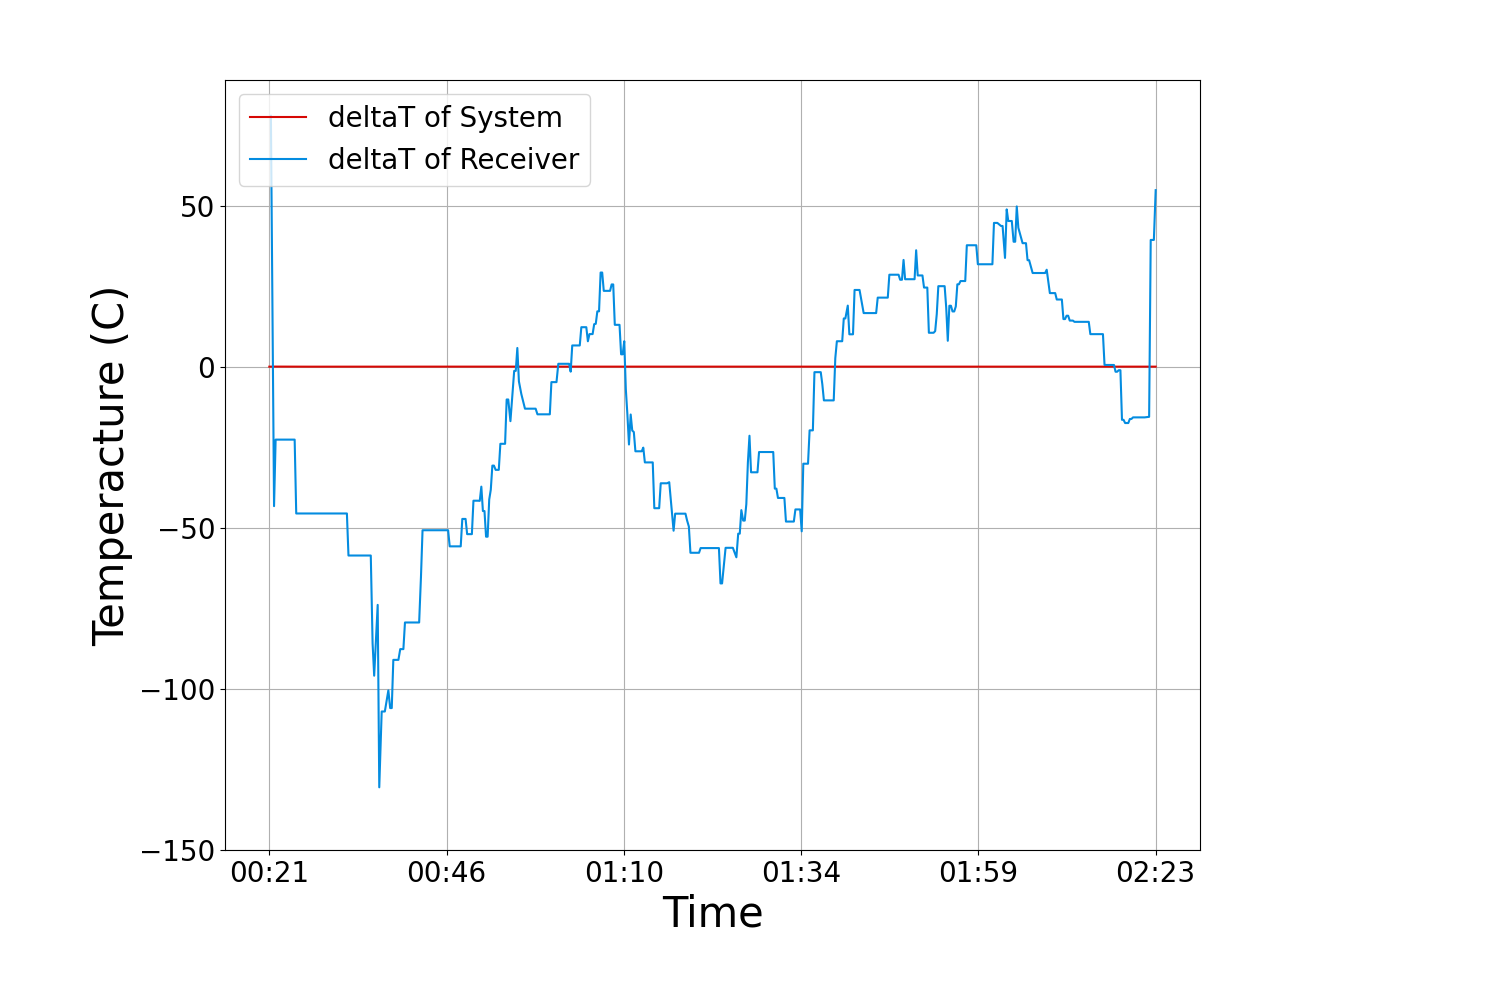 deltaT of System
deltaT of Receiver
50
0
−50
−100
−150
Temperacture (C)
00:21 00:46 01:10 01:34 01:59 02:23
Time